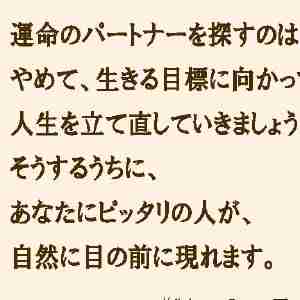 運命のパートナーを探すのは
やめて、生きる目標に向かっ
人生を立て直していきましょう
そうするうちに、
あなたにピッタリの人が、
自然に目の前に現れます。